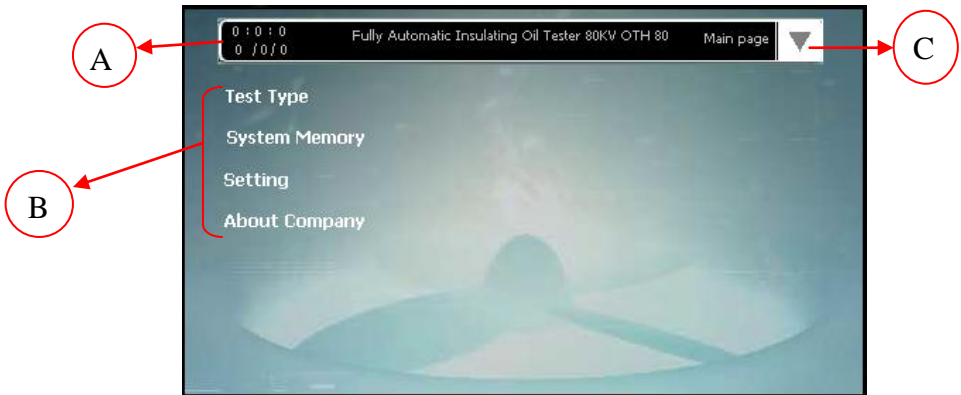 A
0 : 0 : 0
0 /0/ 0
Fully Automatic Insulating Oil Tester 80KV OTH 80
Main page
C
Test Type
System Memory
Setting
B
About Company